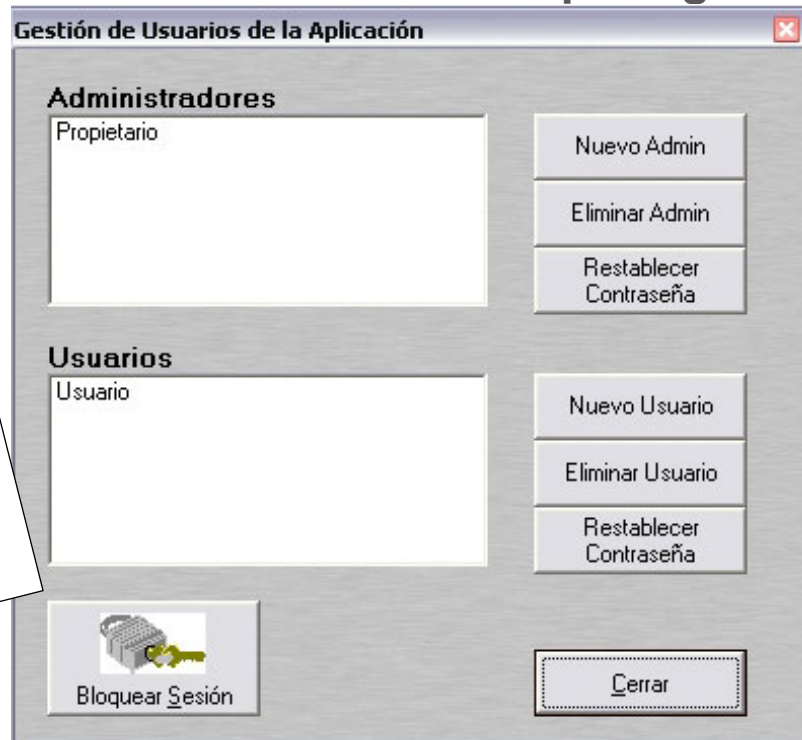 Gestión de Usuarios de la Aplicación
Administradores
Propietario
Nuevo Admin
Eliminar Admin
Restablecer
Contraseña
Usuarios
Usuario
Nuevo Usuario
Eliminar Usuario
Restablecer
Contraseña
Bloquear Sesión
Cerrar